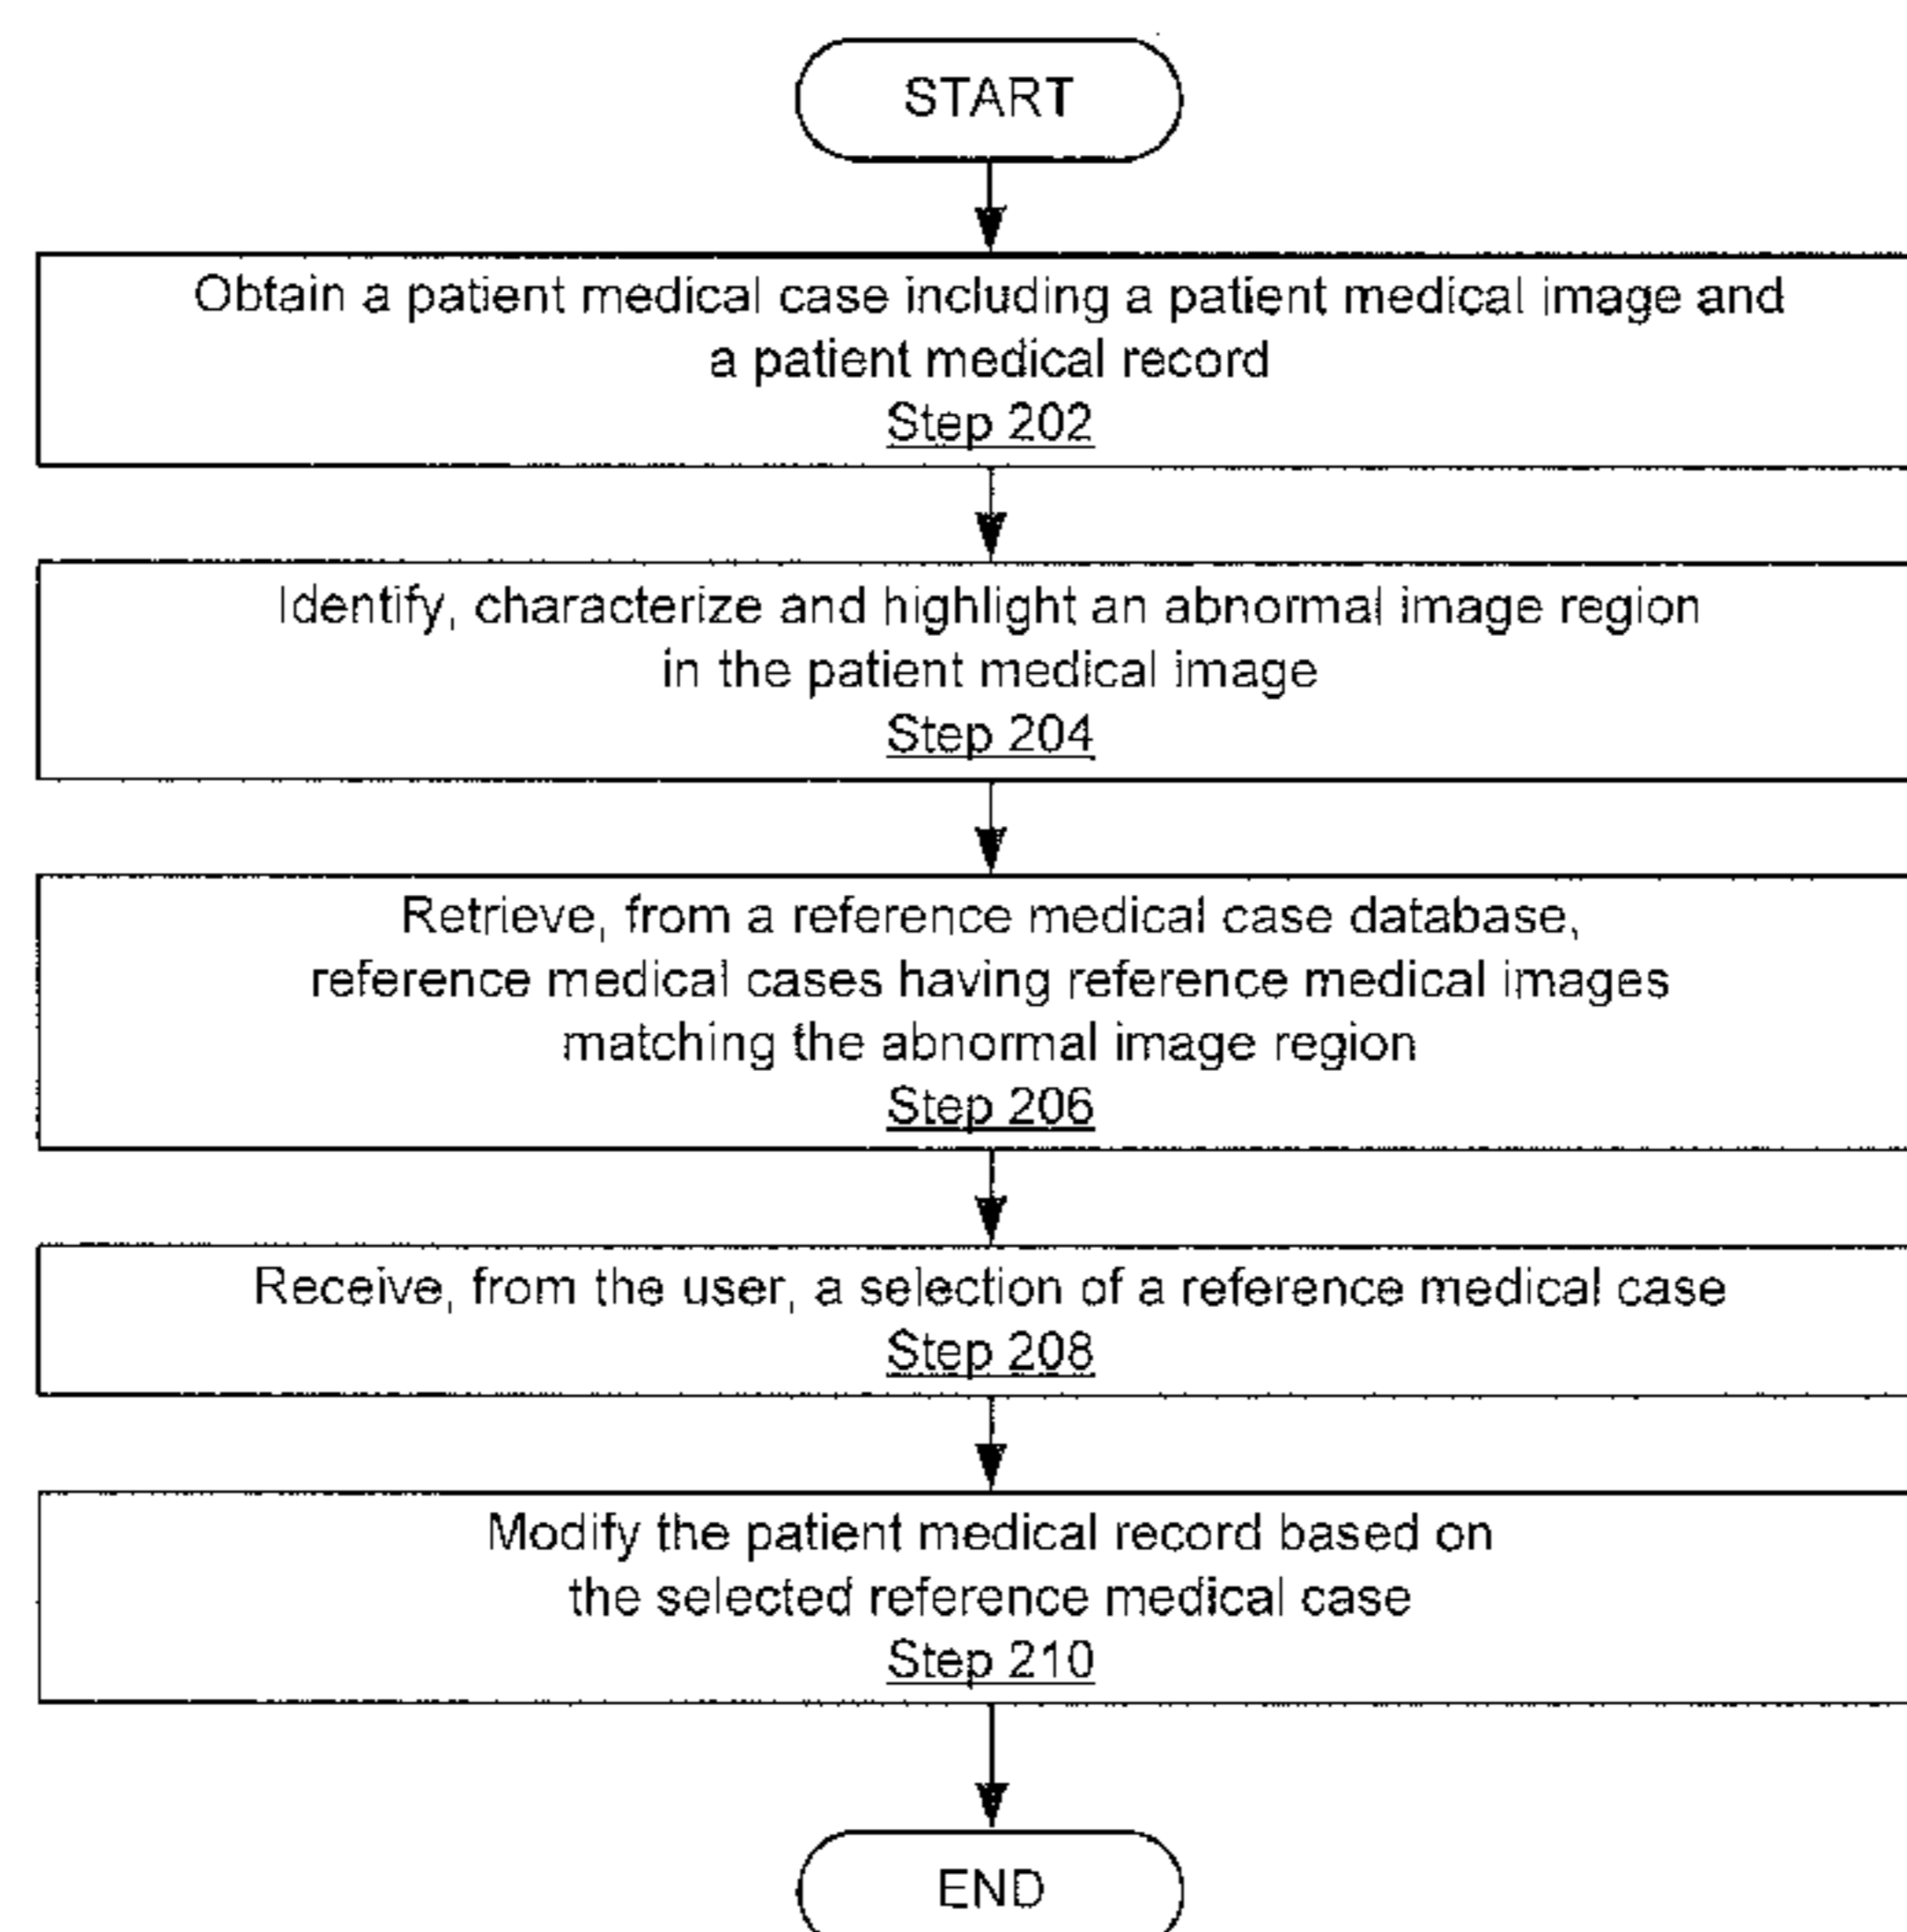 START
Obtain a patient medical case including a patient medical image and
a patient medical record
Step 202
Identify, characterize and highlight an abnormal image region
in the patient medical image
Step 204
Retrieve, from a reference medical case database,
reference medical cases having reference medical images
matching the abnormal image region
Step 206
Receive, from the user, a selection of a reference medical case
Step 208
Modify the patient medical record based on
the selected reference medical case
Step 210
END